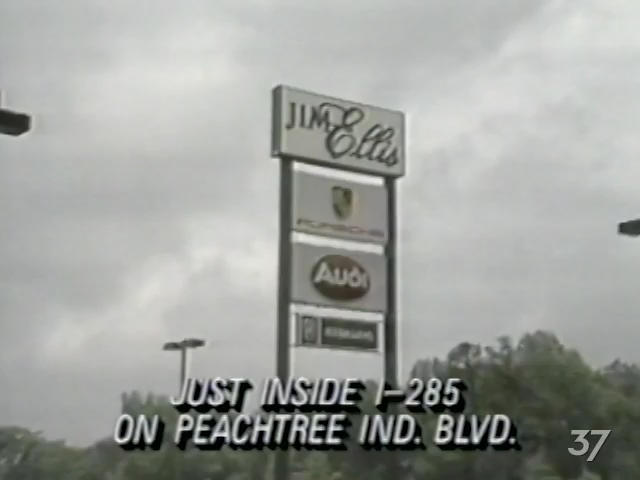 JIM Ellis
PORSCHE
Audi
JUST INSIDE I-285
ON PEACHTREE IND. BLVD.
37